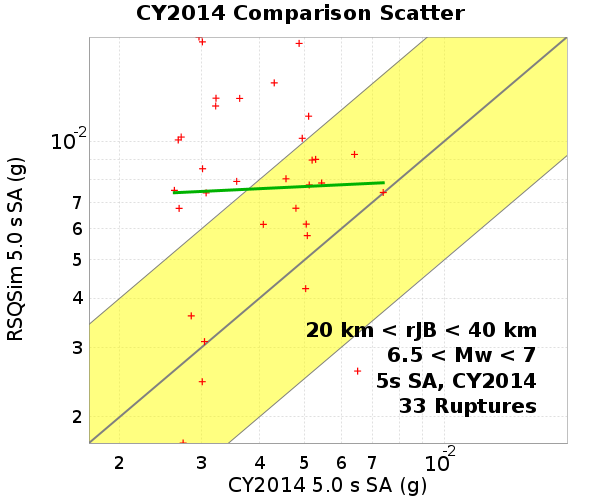 CY2014 Comparison Scatter
RSQSim 5.0 s SA (g)
10-2
7
6
5
4
3
2
20 km < rJB < 40 km
6.5 < Mw < 7
5s SA, CY2014
33 Ruptures
2 3 4 5 6 7 10-2
CY2014 5.0 s SA (g)